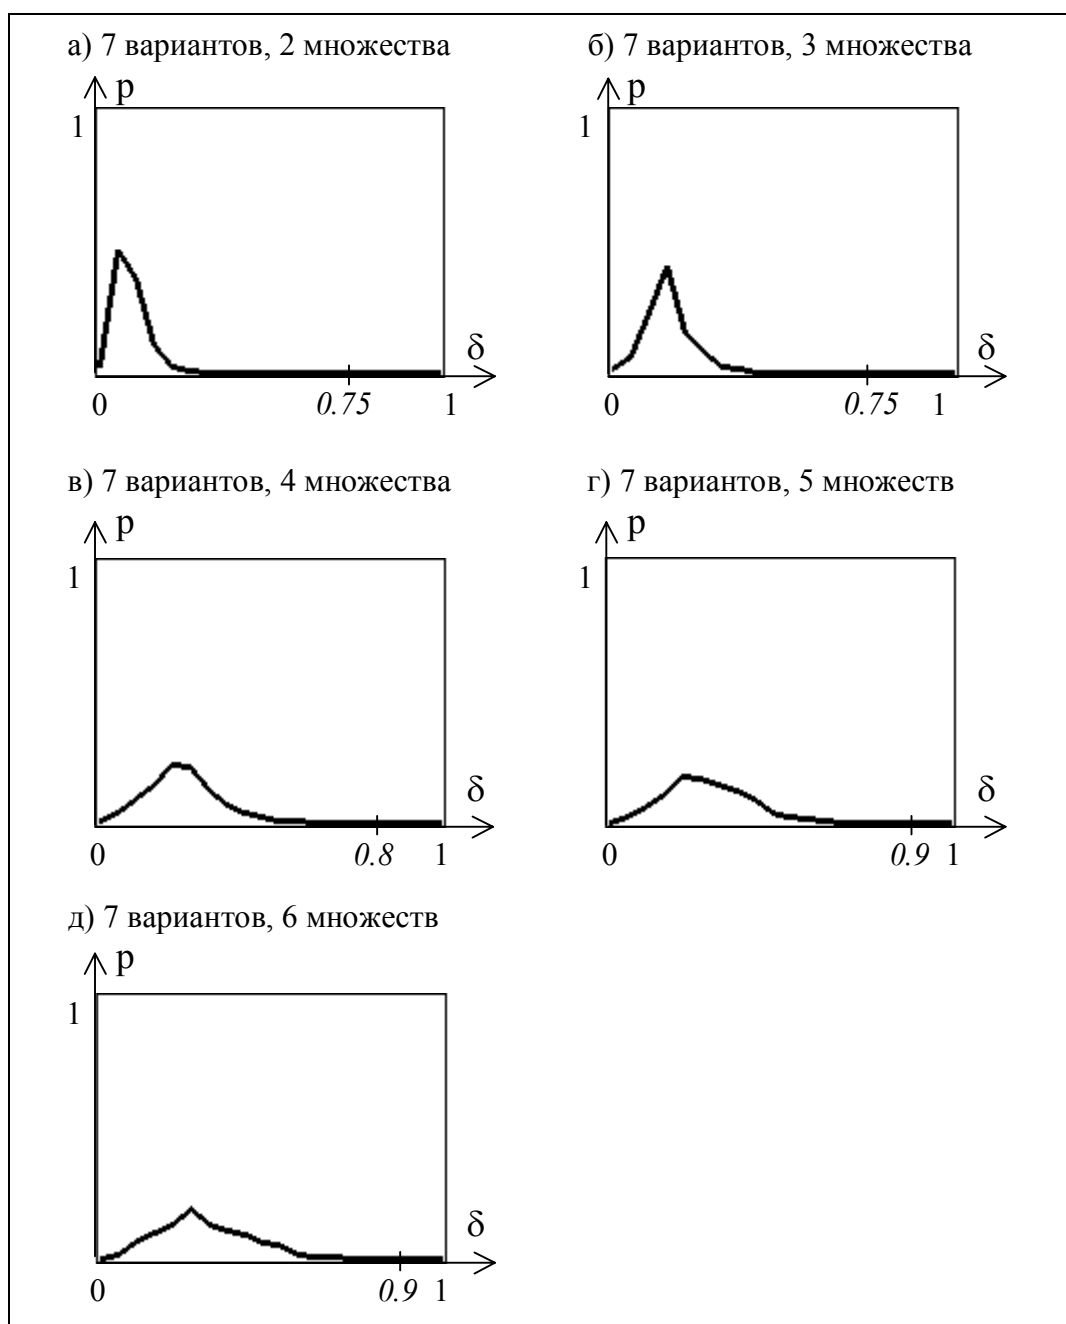 а) 7 вариантов, 2 множества
б) 7 вариантов, 3 множества
p
p
1
1
δ
δ
0 0.75 1
0 0.75 1
в) 7 вариантов, 4 множества
г) 7 вариантов, 5 множеств
p
p
1
1
δ
δ
0 0.8 1
0 0.9 1
д) 7 вариантов, 6 множеств
p
1
δ
0 0.9 1